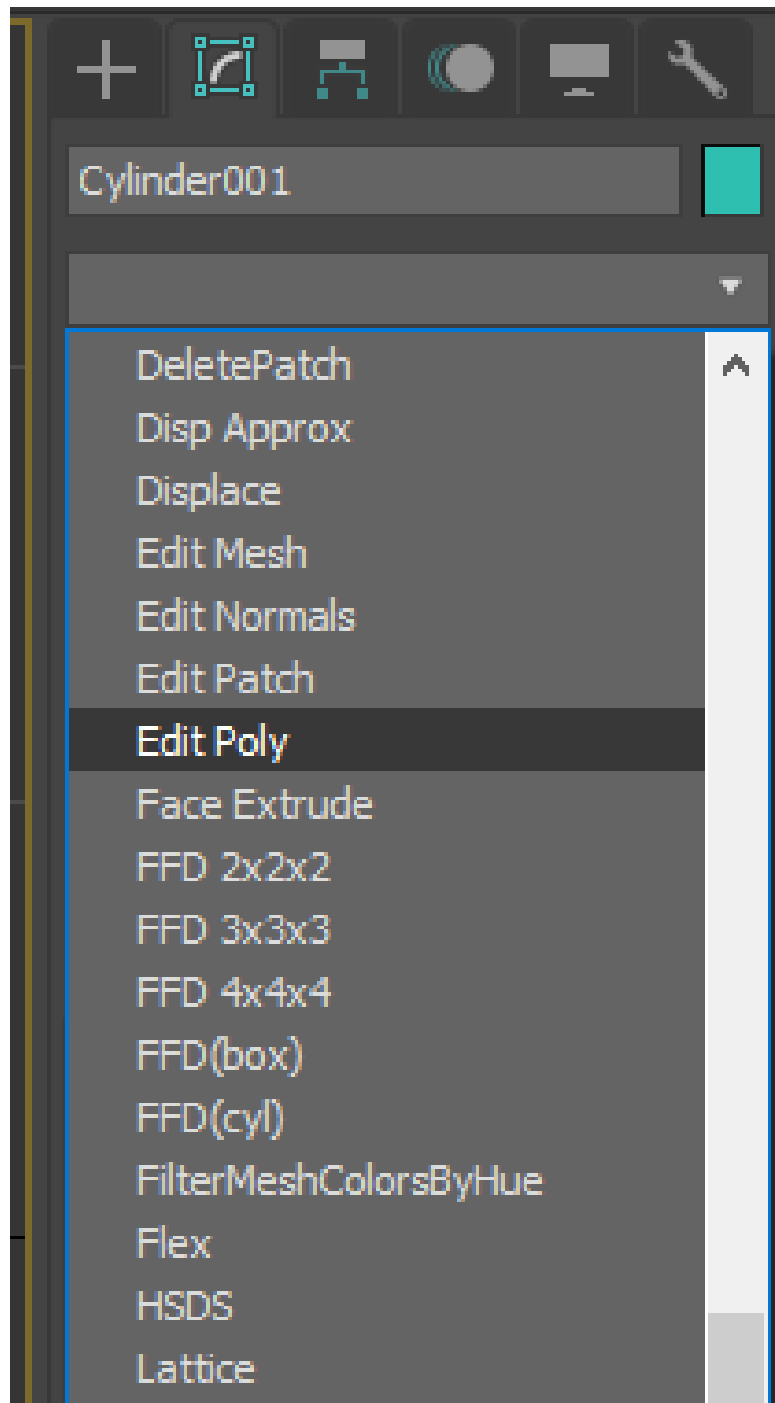 Cylinder001
DeletePatch
Disp Approx
Displace
Edit Mesh
Edit Normals
Edit Patch
Edit Poly
Face Extrude
FFD 2x2x2
FFD 3x3x3
FFD 4x4x4
FFD(box)
FFD(cyl)
FilterMeshColorsByHue
Flex
HSDS
Lattice